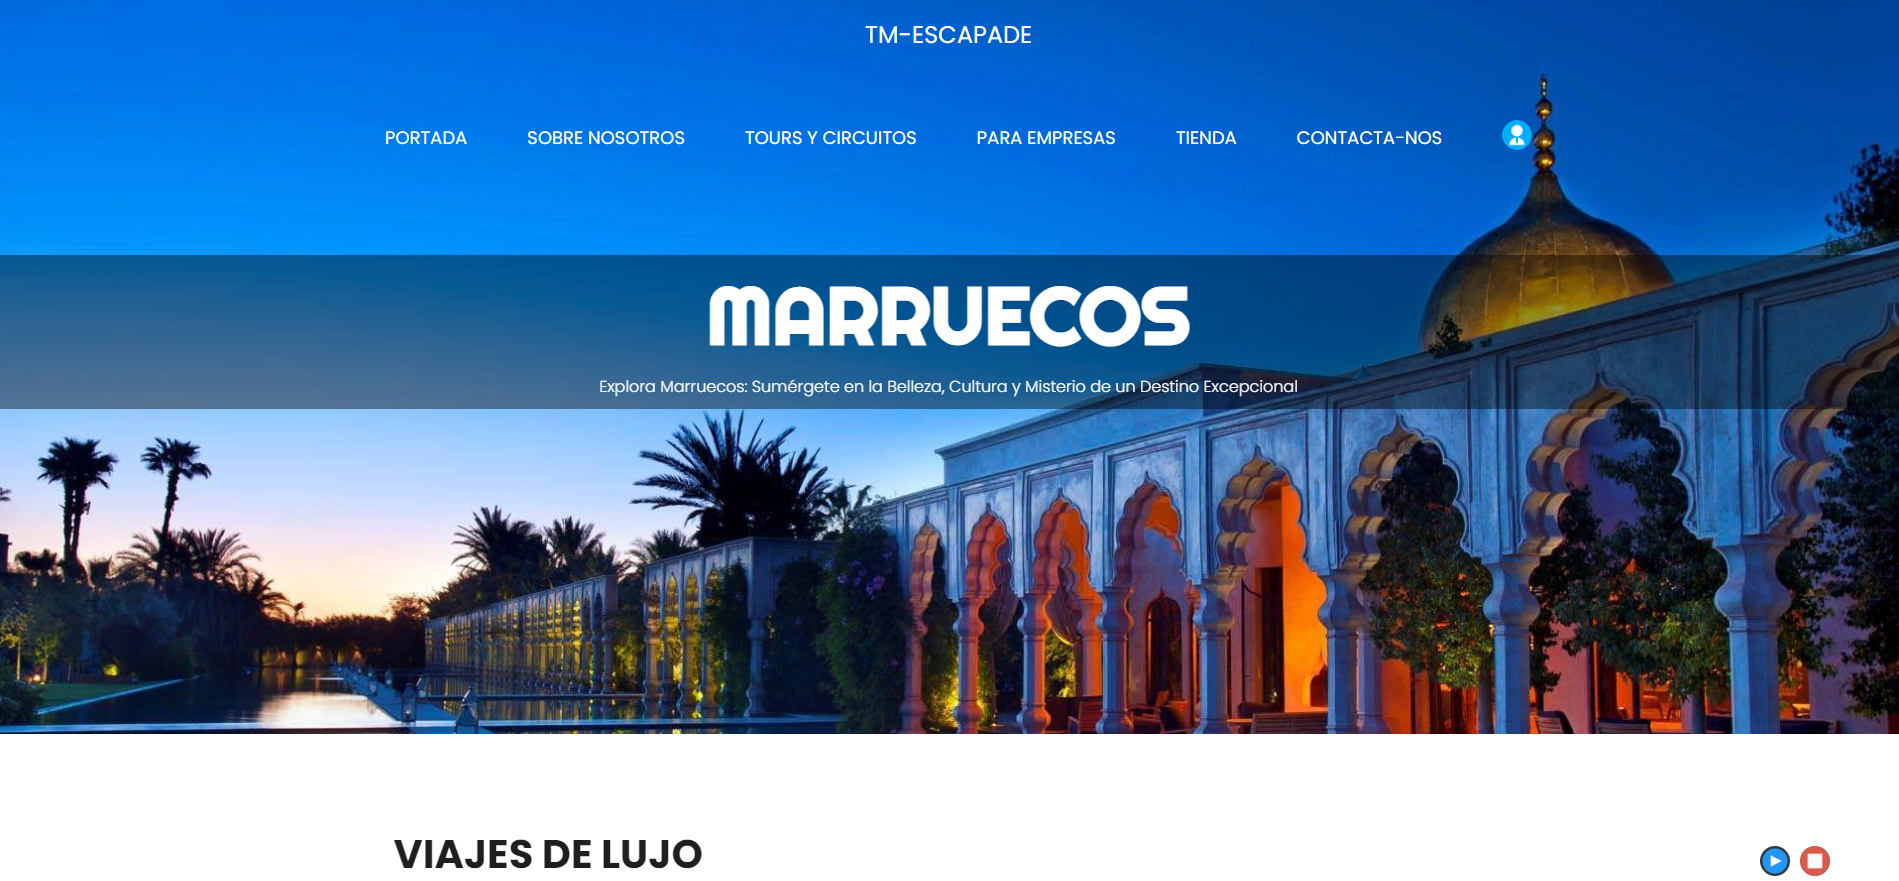 TM-ESCAPADE
PORTADA SOBRE NOSOTROS TOURS Y CIRCUITOS PARA EMPRESAS TIENDA CONTACTA-NOS
MARRUECOS
Explora Marruecos: Sumérgete en la Belleza, Cultura y Misterio de un Destino Excepcional
VIAJES DE LUJO